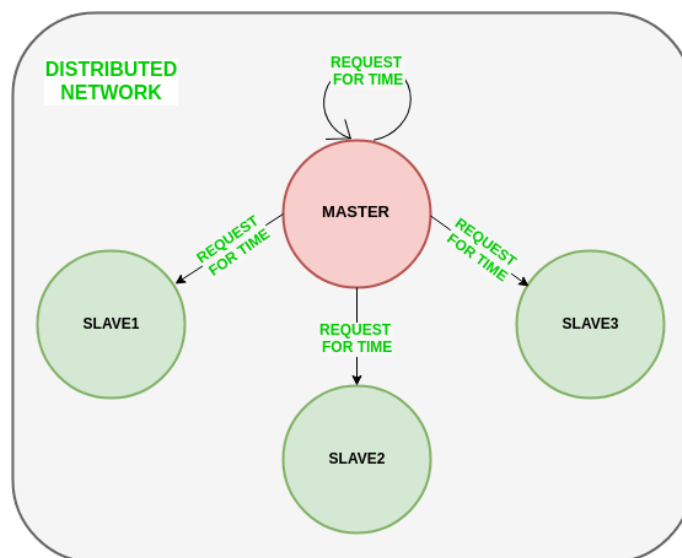 DISTRIBUTED
NETWORK
REQUEST
FOR TIME
MASTER
REQUEST
FOR TIME
REQUEST
FOR TIME
SLAVE1
REQUEST
FOR TIME
SLAVE3
SLAVE2